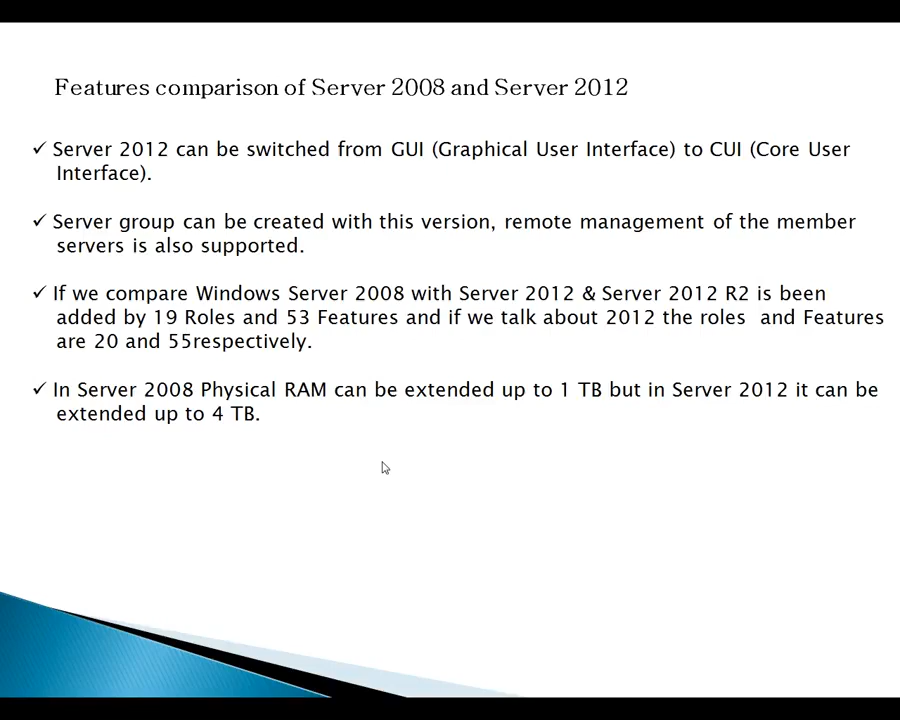 Features comparison of Server 2008 and Server 2012
✓ Server 2012 can be switched from GUI (Graphical User Interface) to CUI (Core User
Interface).
✓ Server group can be created with this version, remote management of the member
servers is also supported.
✓ If we compare Windows Server 2008 with Server 2012 & Server 2012 R2 is been
added by 19 Roles and 53 Features and if we talk about 2012 the roles  and Features
are 20 and 55respectively.
✓ In Server 2008 Physical RAM can be extended up to 1 TB but in Server 2012 it can be
extended up to 4 TB.